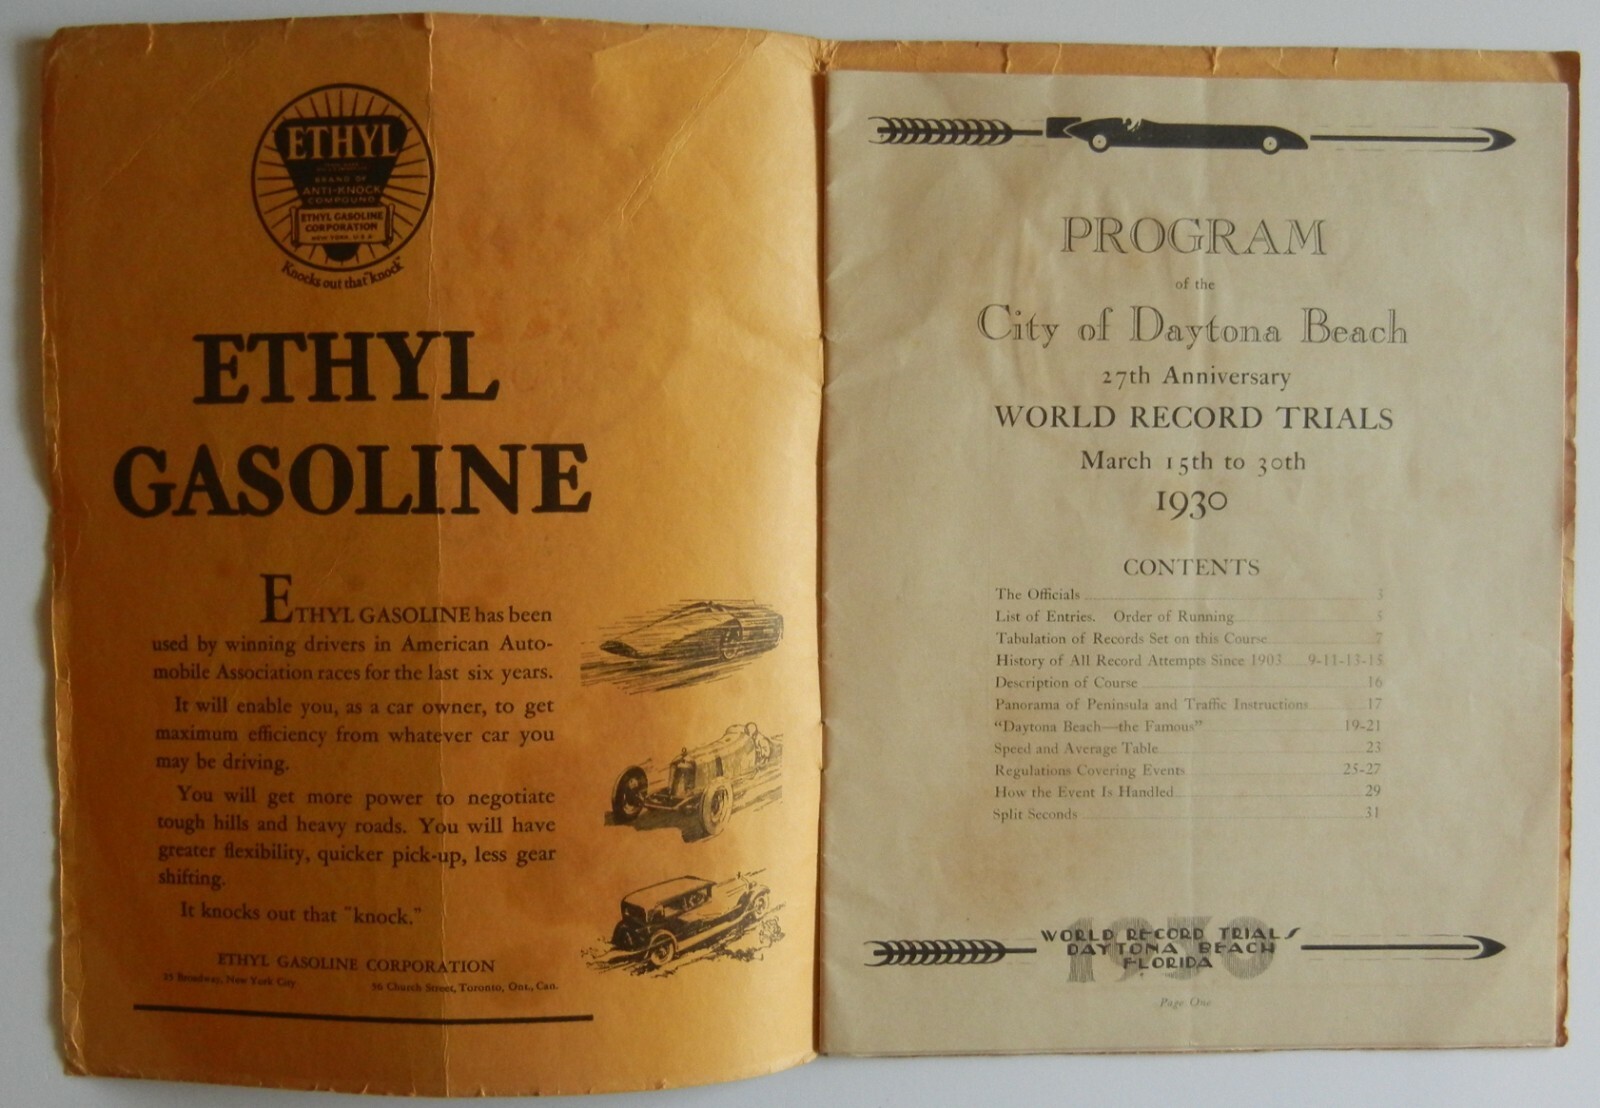 ETHYL
BRAND OF
ANTI-KNOCK
COMPOUND
ETHYL GASOLINE
CORPORATION
NEW YORK, U.S.A.
Knocks out that "knock"
ETHYL
GASOLINE
ETHYL GASOLINE has been
used by winning drivers in American Auto-
mobile Association races for the last six years.
It will enable you, as a car owner, to get
maximum efficiency from whatever car you
may be driving.
You will get more power to negotiate
tough hills and heavy roads. You will have
greater flexibility, quicker pick-up, less gear
shifting.
It knocks out that "knock."
ETHYL GASOLINE CORPORATION
25 Broadway, New York City 56 Church Street, Toronto, Ont., Can.
PROGRAM
of the
City of Daytona Beach
27th Anniversary
WORLD RECORD TRIALS
March 15th to 30th
1930
CONTENTS
The Officials 3
List of Entries. Order of Running 5
Tabulation of Records Set on this Course 7
History of All Record Attempts Since 1903 9-11-13-15
Description of Course 16
Panorama of Peninsula and Traffic Instructions 17
"Daytona Beach—the Famous" 19-21
Speed and Average Table 23
Regulations Covering Events 25-27
How the Event Is Handled 29
Split Seconds 31
1930
WORLD RECORD TRIALS
DAYTONA BEACH
FLORIDA
Page One